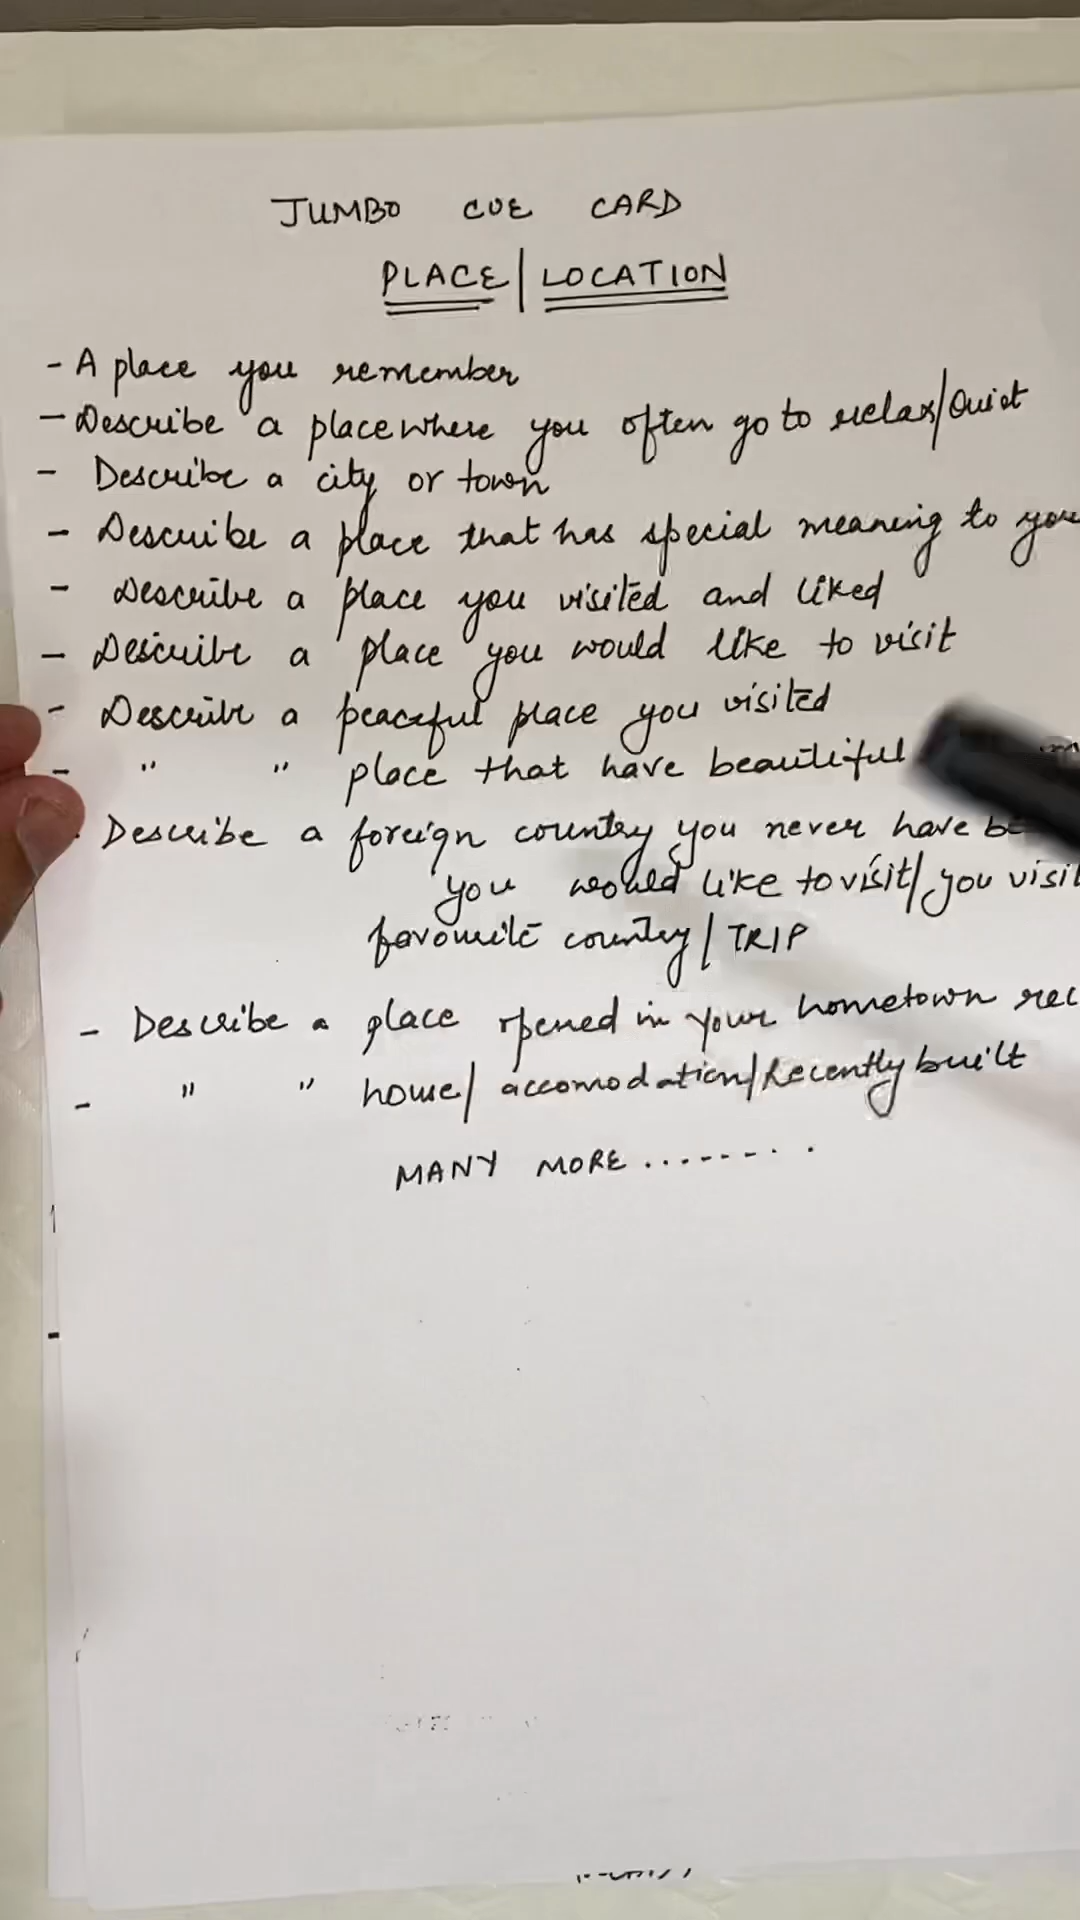 JUMBO CUE CARD
PLACE/LOCATION
- A place you remember
- Describe a place where you often go to relax/Quiet
- Describe a city or town
- Describe a place that has special meaning to you
- Describe a place you visited and liked
- Describe a place you would like to visit
- Describe a peaceful place you visited
- " " place that have beautiful
Describe a foreign country you never have
you would like to visit/you visit
favourite country/TRIP
- Describe a place opened in your hometown rec
- " " house/accomodation/Recently built
MANY MORE ........